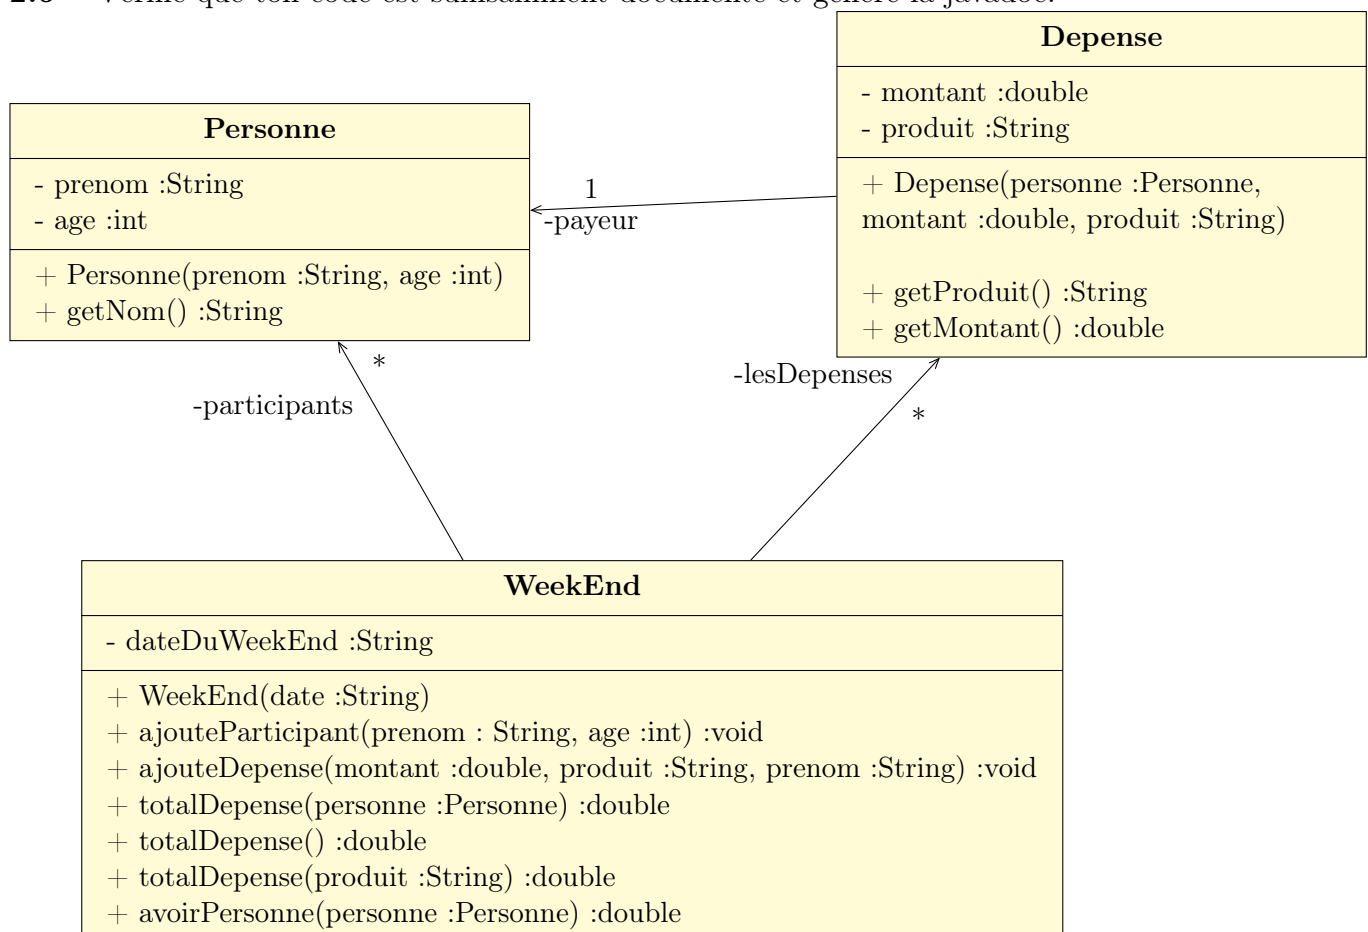 Depense
- montant :double
- produit :String
+ Depense(personne :Personne,
montant :double, produit :String)
+ getProduit() :String
+ getMontant() :double
Personne
- prenom :String
- age :int
+ Personne(prenom :String, age :int)
+ getNom() :String
1
-payeur
*
-participants
-lesDepenses
*
WeekEnd
- dateDuWeekEnd :String
+ WeekEnd(date :String)
+ ajouteParticipant(prenom : String, age :int) :void
+ ajouteDepense(montant :double, produit :String, prenom :String) :void
+ totalDepense(personne :Personne) :double
+ totalDepense() :double
+ totalDepense(produit :String) :double
+ avoirPersonne(personne :Personne) :double